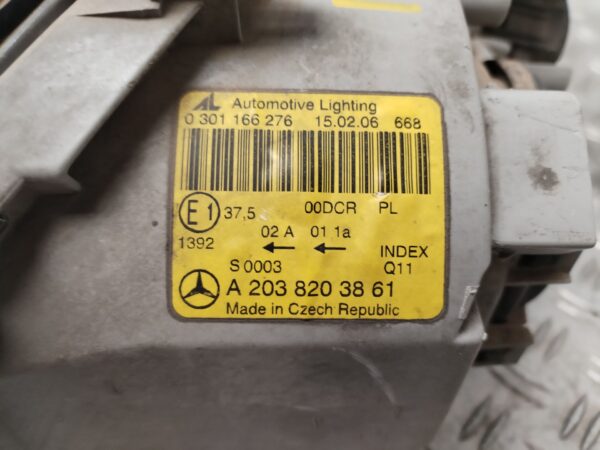 AL Automotive Lighting
0 301 166 276 15.02.06 668
E1 37,5 00DCR PL
1392 02 A 01 1a
S 0003 INDEX Q11
A 203 820 38 61
Made in Czech Republic